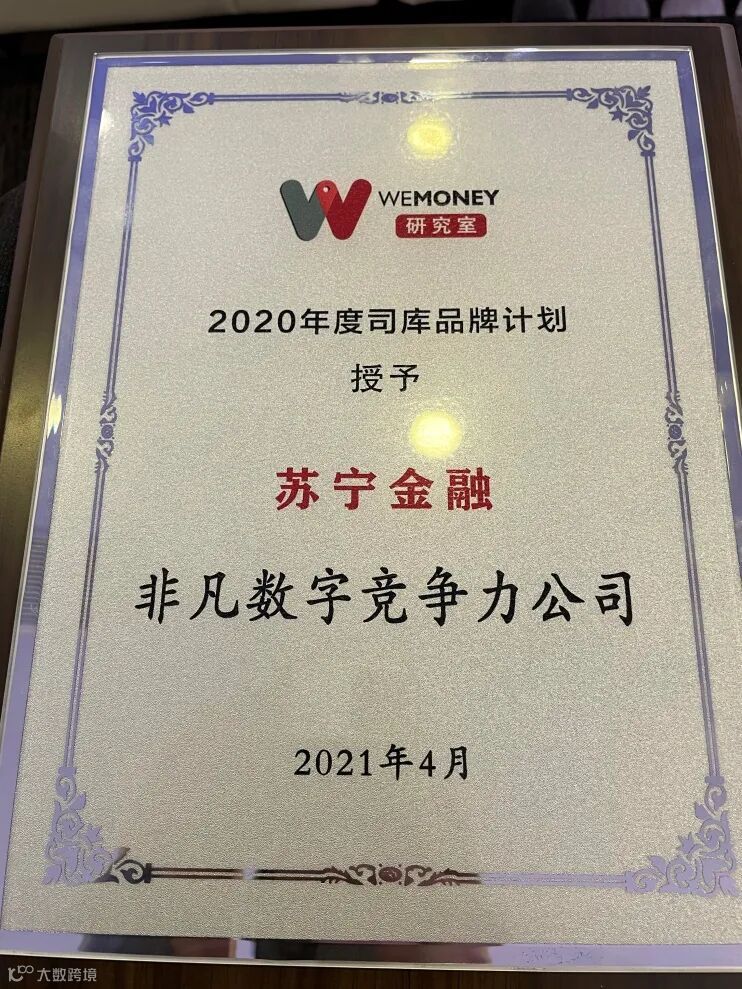 WEMONEY
研究室
2020年度司库品牌计划
授予
苏宁金融
非凡数字竞争力公司
2021年4月
大数跨境